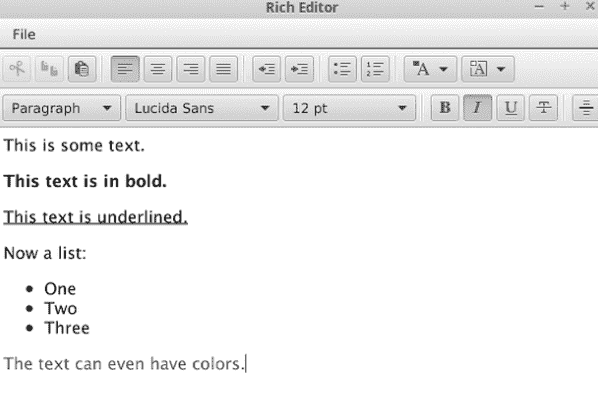 Rich Editor
File
Paragraph Lucida Sans 12 pt B I U T
This is some text.
This text is in bold.
This text is underlined.
Now a list:
• One
• Two
• Three
The text can even have colors.